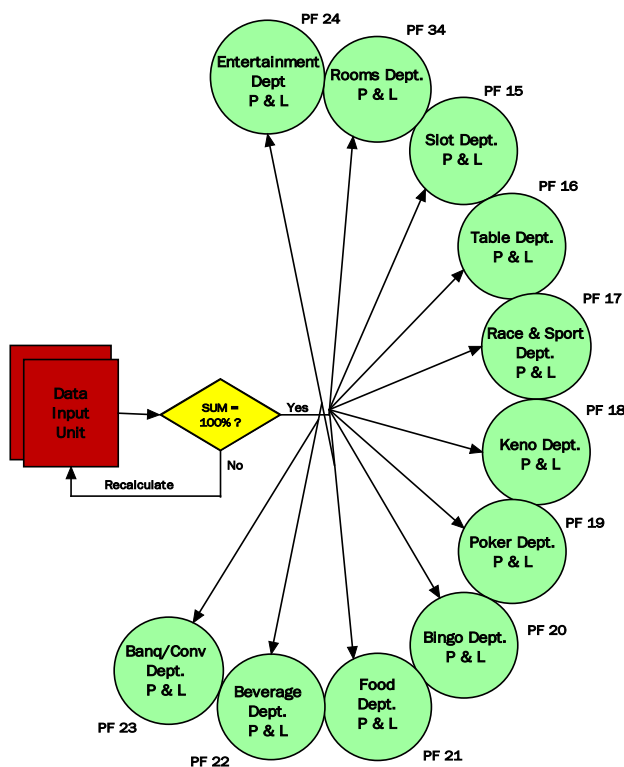 PF 24
Entertainment
Dept
P & L
PF 34
Rooms Dept.
P & L
PF 15
Slot Dept.
P & L
PF 16
Table Dept.
P & L
PF 17
Race & Sport
Dept.
P & L
PF 18
Keno Dept.
P & L
PF 19
Poker Dept.
P & L
PF 20
Bingo Dept.
P & L
PF 21
Food
Dept.
P & L
PF 22
Beverage
Dept.
P & L
PF 23
Banq/Conv
Dept.
P & L
Data
Input
Unit
SUM =
100% ?
Yes
No
Recalculate